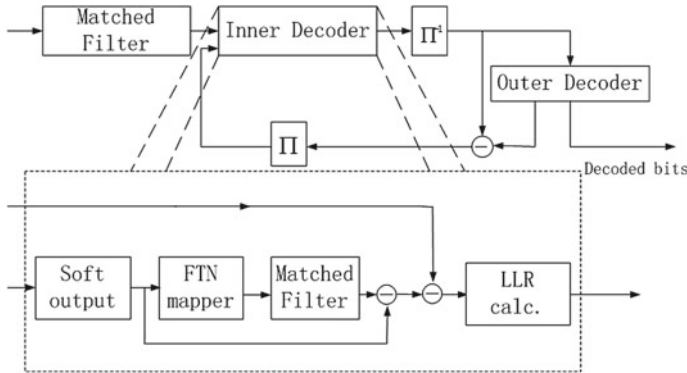 Matched
Filter
Inner Decoder
Π⁻¹
Outer Decoder
Π
Decoded bits
Soft
output
FTN
mapper
Matched
Filter
LLR
calc.